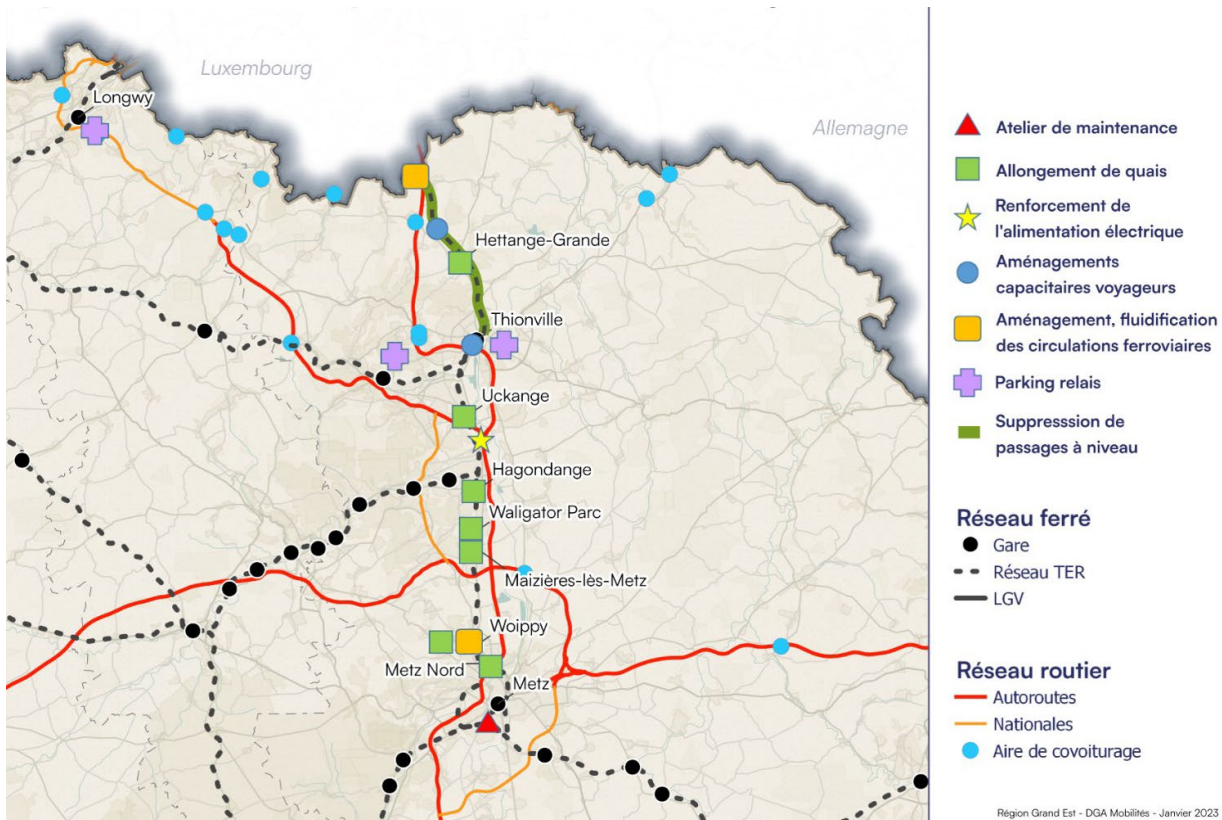 Luxembourg
Allemagne
Longwy
Hettange-Grande
Thionville
Uckange
Hagondange
Waligator Parc
Maizières-lès-Metz
Woippy
Metz Nord
Metz
Atelier de maintenance
Allongement de quais
Renforcement de
l'alimentation électrique
Aménagements
capacitaires voyageurs
Aménagement, fluidification
des circulations ferroviaires
Parking relais
Suppresssion de
passages à niveau
Réseau ferré
Gare
Réseau TER
LGV
Réseau routier
Autoroutes
Nationales
Aire de covoiturage
Région Grand Est - DGA Mobilités - Janvier 2023